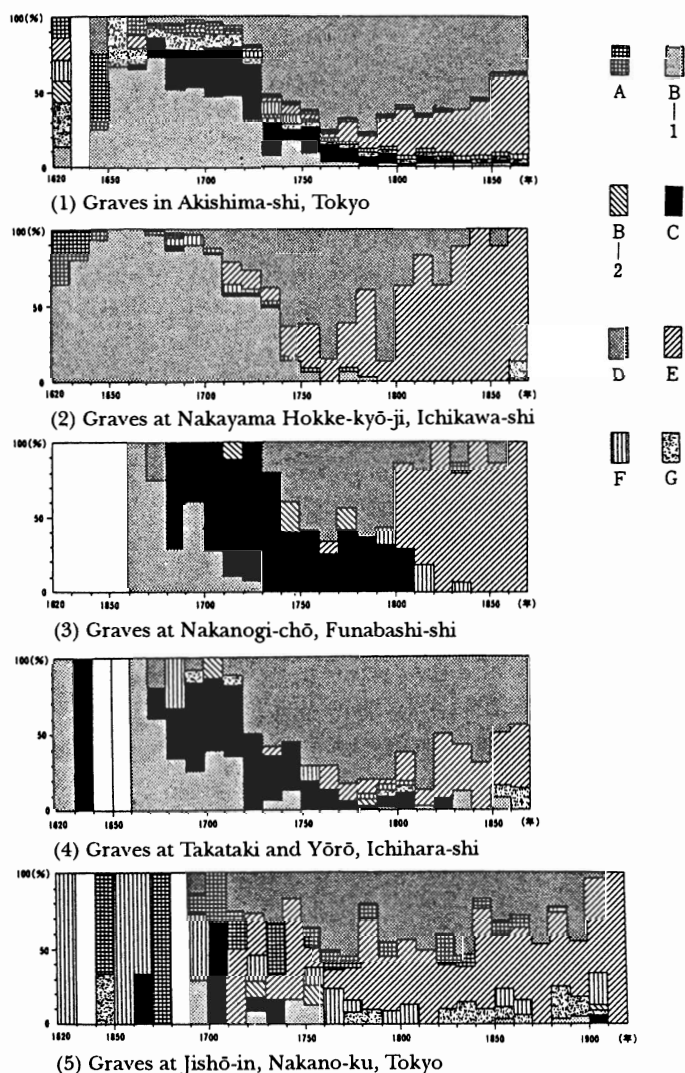 100(%)
50
0
1620 1650 1700 1750 1800 1850 (年)
(1) Graves in Akishima-shi, Tokyo
100(%)
50
0
1620 1650 1700 1750 1800 1850 (年)
(2) Graves at Nakayama Hokke-kyō-ji, Ichikawa-shi
100(%)
50
0
1620 1650 1700 1750 1800 1850 (年)
(3) Graves at Nakanogi-chō, Funabashi-shi
100(%)
50
0
1620 1650 1700 1750 1800 1850 (年)
(4) Graves at Takataki and Yōrō, Ichihara-shi
100(%)
50
0
1620 1650 1700 1750 1800 1850 1900 (年)
(5) Graves at Jishō-in, Nakano-ku, Tokyo
A
B
|
1
B
|
2
C
D
E
F
G